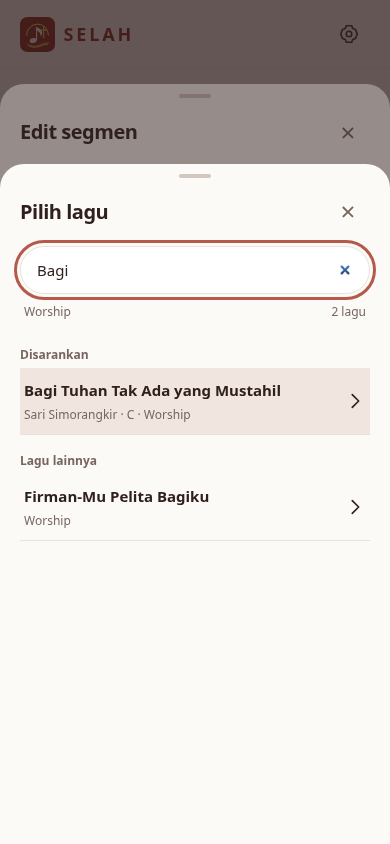 SELAH
Edit segmen
Pilih lagu
Bagi
Worship 2 lagu
Disarankan
Bagi Tuhan Tak Ada yang Mustahil
Sari Simorangkir · C · Worship
Lagu lainnya
Firman-Mu Pelita Bagiku
Worship